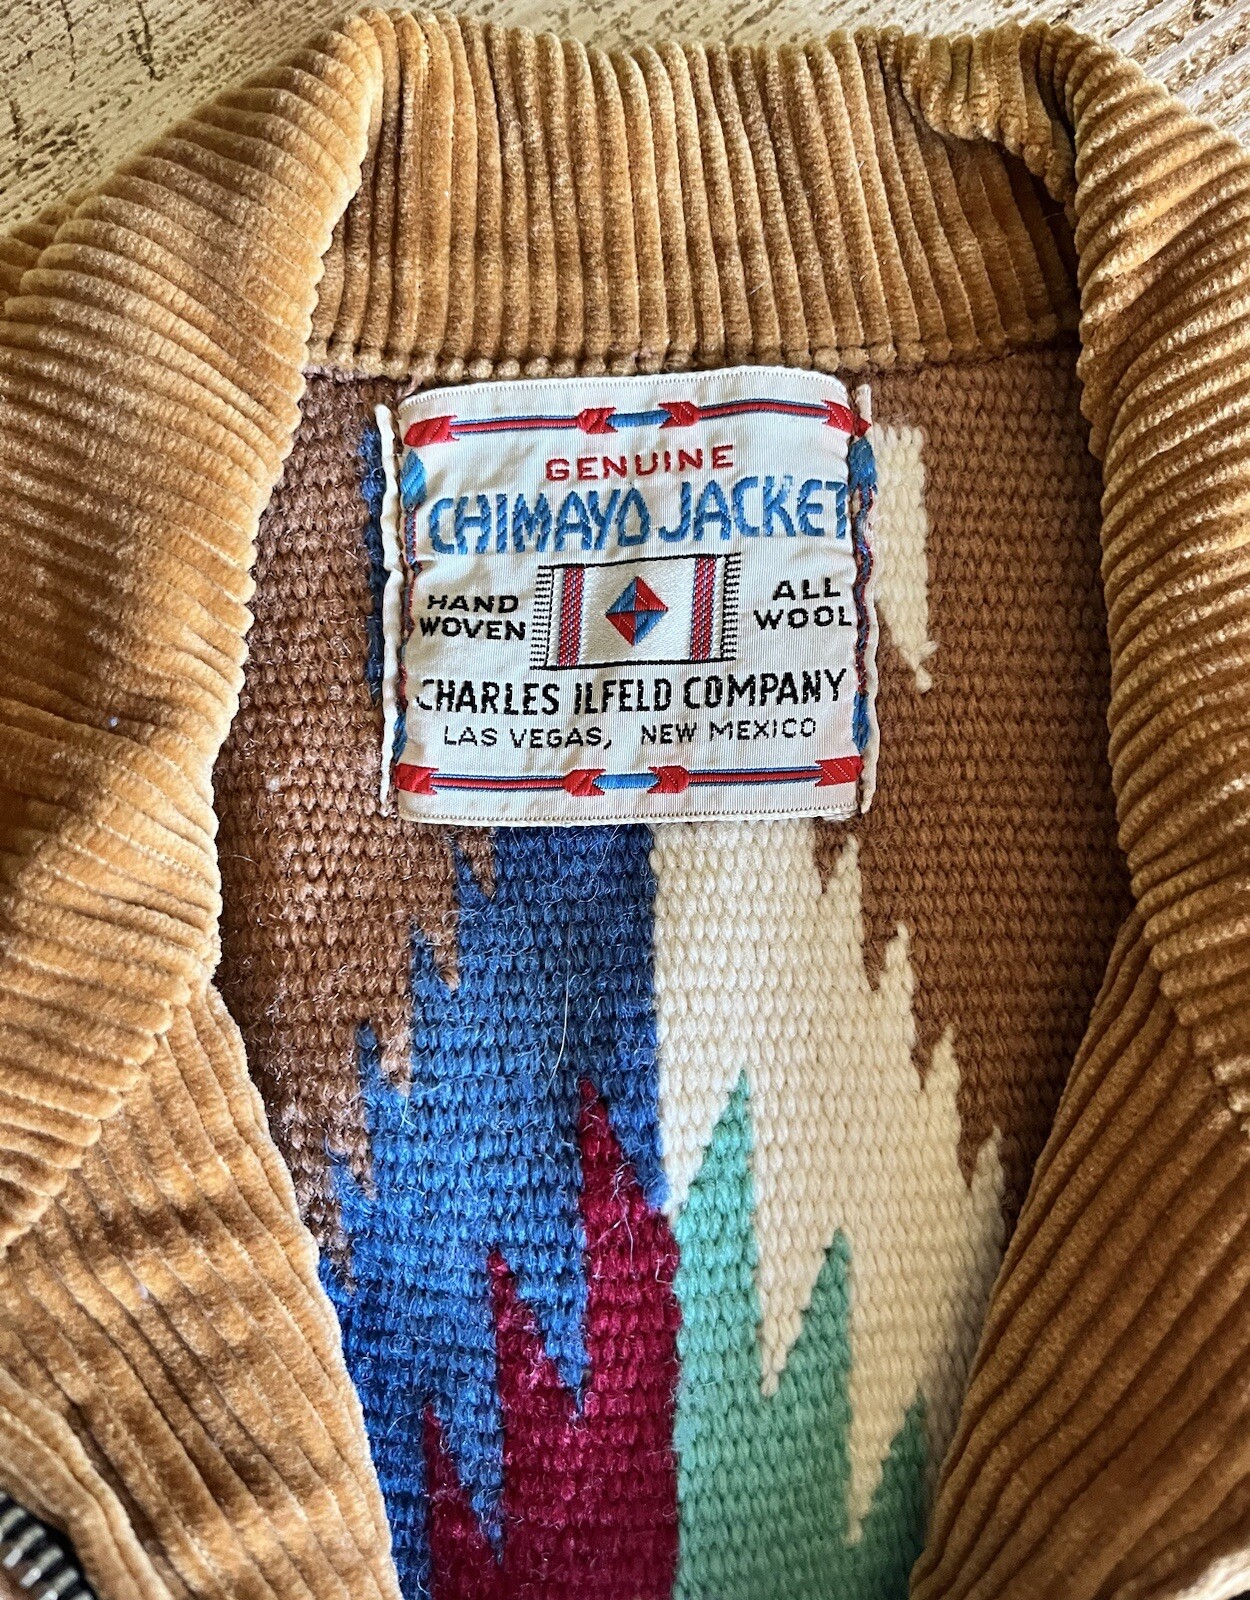 GENUINE
CHIMAYO JACKET
HAND WOVEN
ALL WOOL
CHARLES ILFELD COMPANY
LAS VEGAS, NEW MEXICO